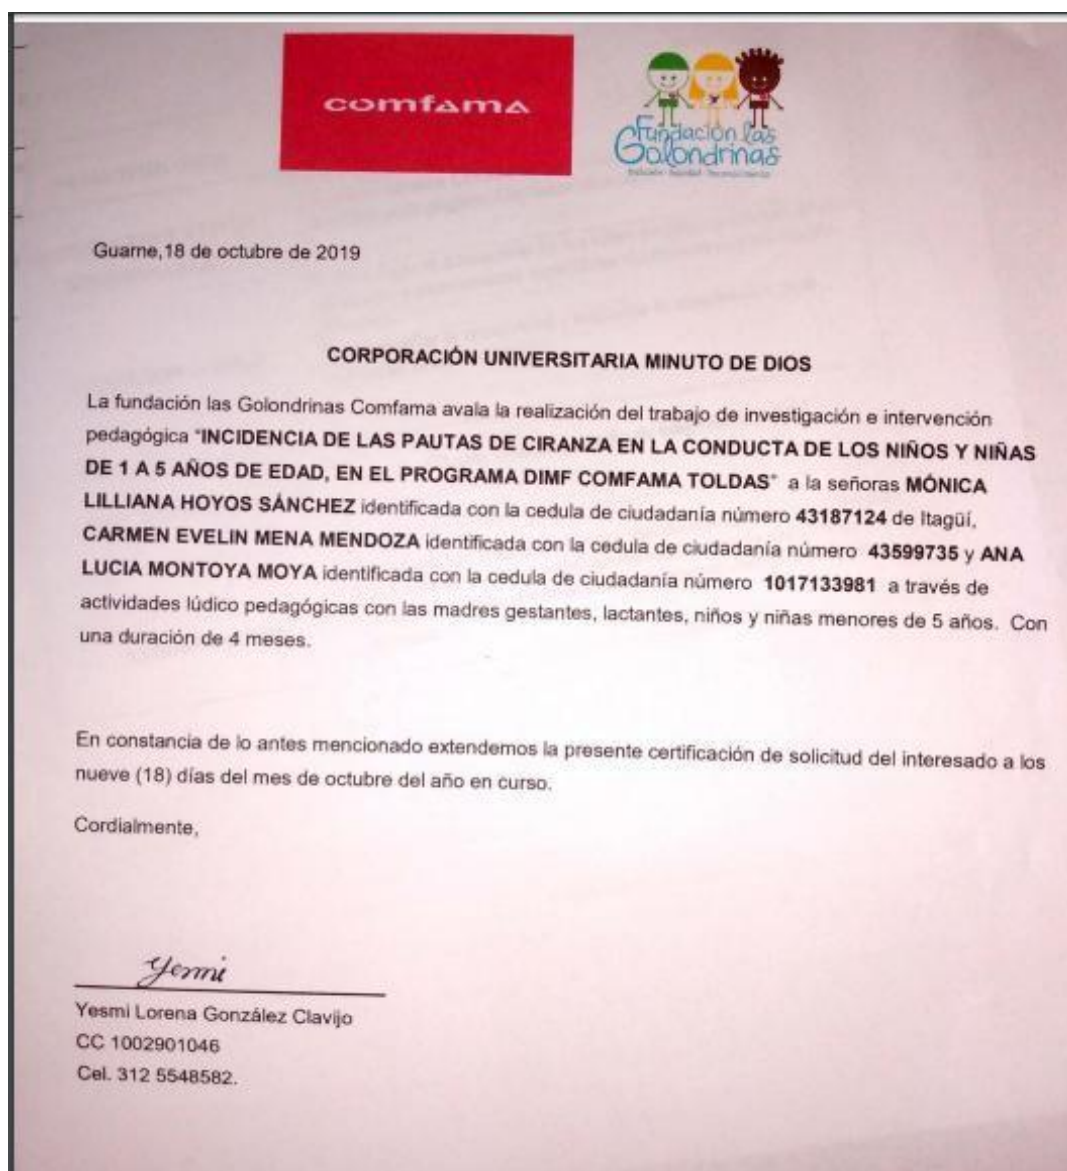 comfama
Fundación las
Golondrinas
Guarne,18 de octubre de 2019
CORPORACIÓN UNIVERSITARIA MINUTO DE DIOS
La fundación las Golondrinas Comfama avala la realización del trabajo de investigación e intervención
pedagógica "INCIDENCIA DE LAS PAUTAS DE CIRANZA EN LA CONDUCTA DE LOS NIÑOS Y NIÑAS
DE 1 A 5 AÑOS DE EDAD, EN EL PROGRAMA DIMF COMFAMA TOLDAS" a la señoras MÓNICA
LILLIANA HOYOS SÁNCHEZ identificada con la cedula de ciudadanía número 43187124 de Itagüí,
CARMEN EVELIN MENA MENDOZA identificada con la cedula de ciudadanía número 43599735 y ANA
LUCIA MONTOYA MOYA identificada con la cedula de ciudadanía número 1017133981 a través de
actividades lúdico pedagógicas con las madres gestantes, lactantes, niños y niñas menores de 5 años. Con
una duración de 4 meses.
En constancia de lo antes mencionado extendemos la presente certificación de solicitud del interesado a los
nueve (18) días del mes de octubre del año en curso.
Cordialmente,
Yesmi
Yesmi Lorena González Clavijo
CC 1002901046
Cel. 312 5548582.